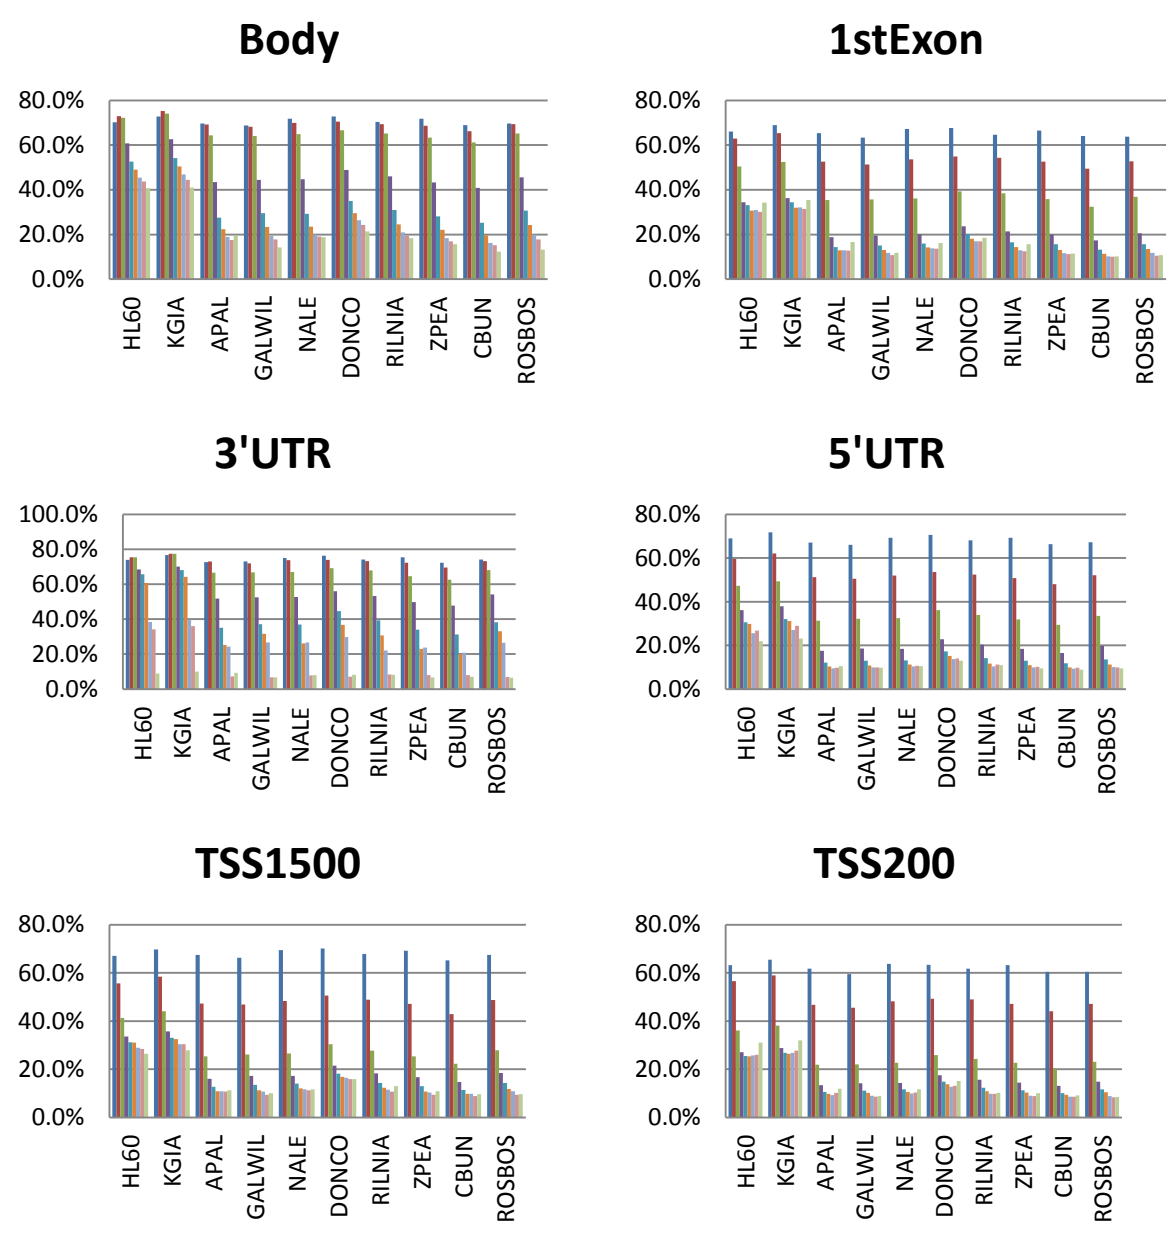 Body
80.0%
60.0%
40.0%
20.0%
0.0%
HL60
KGIA
APAL
GALWIL
NALE
DONCO
RILNIA
ZPEA
CBUN
ROSBOS
1stExon
80.0%
60.0%
40.0%
20.0%
0.0%
HL60
KGIA
APAL
GALWIL
NALE
DONCO
RILNIA
ZPEA
CBUN
ROSBOS
3'UTR
100.0%
80.0%
60.0%
40.0%
20.0%
0.0%
HL60
KGIA
APAL
GALWIL
NALE
DONCO
RILNIA
ZPEA
CBUN
ROSBOS
5'UTR
80.0%
60.0%
40.0%
20.0%
0.0%
HL60
KGIA
APAL
GALWIL
NALE
DONCO
RILNIA
ZPEA
CBUN
ROSBOS
TSS1500
80.0%
60.0%
40.0%
20.0%
0.0%
HL60
KGIA
APAL
GALWIL
NALE
DONCO
RILNIA
ZPEA
CBUN
ROSBOS
TSS200
80.0%
60.0%
40.0%
20.0%
0.0%
HL60
KGIA
APAL
GALWIL
NALE
DONCO
RILNIA
ZPEA
CBUN
ROSBOS